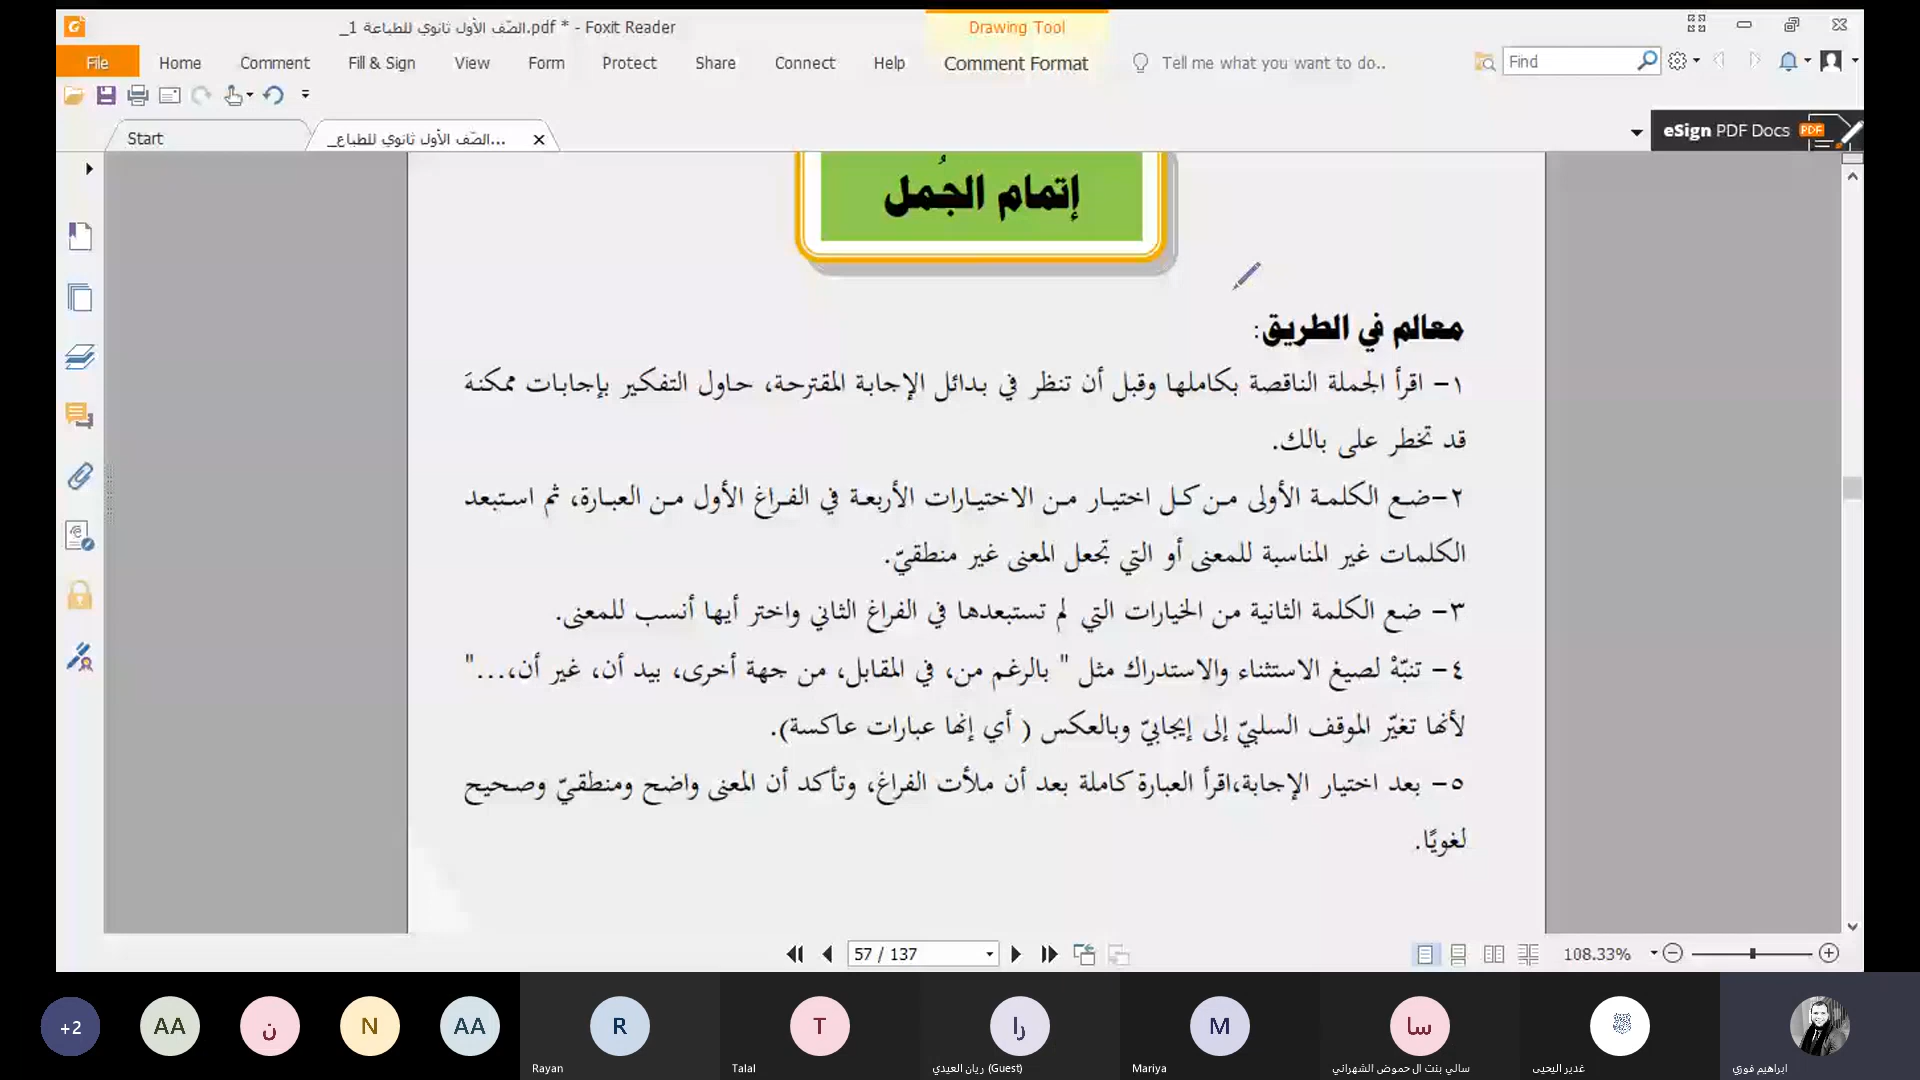 الصّف الأول ثانوي للطباعة 1_.pdf * - Foxit Reader
Drawing Tool
File Home Comment Fill & Sign View Form Protect Share Connect Help Comment Format Tell me what you want to do.. Find
Start
الصّف الأول ثانوي للطباع..._
eSign PDF Docs PDF
إتمام الجُمل
معالم في الطريق:
١- اقرأ الجملة الناقصة بكاملها وقبل أن تنظر في بدائل الإجابة المقترحة، حاول التفكير بإجابات ممكنهَ
قد تخطر على بالك.
٢-ضع الكلمة الأولى من كل اختيار من الاختيارات الأربعة في الفراغ الأول من العبارة، ثم استبعد
الكلمات غير المناسبة للمعنى أو التي تجعل المعنى غير منطقيّ.
٣- ضع الكلمة الثانية من الخيارات التي لم تستبعدها في الفراغ الثاني واختر أيها أنسب للمعنى.
٤- تنبّهْ لصيغ الاستثناء والاستدراك مثل " بالرغم من، في المقابل، من جهة أخرى، بيد أن، غير أن،..."
لأنها تغيّر الموقف السلبيّ إلى إيجابيّ وبالعكس ( أي إنها عبارات عاكسة).
٥- بعد اختيار الإجابة،اقرأ العبارة كاملة بعد أن ملأت الفراغ، وتأكد أن المعنى واضح ومنطقيّ وصحيح
لغويًا.
57 / 137
108.33%
+2 AA ن N AA R T را M سا
Rayan Talal ريان العيدي (Guest) Mariya سالي بنت ال حموض الشهراني غدير اليحيى ابراهيم فوزي